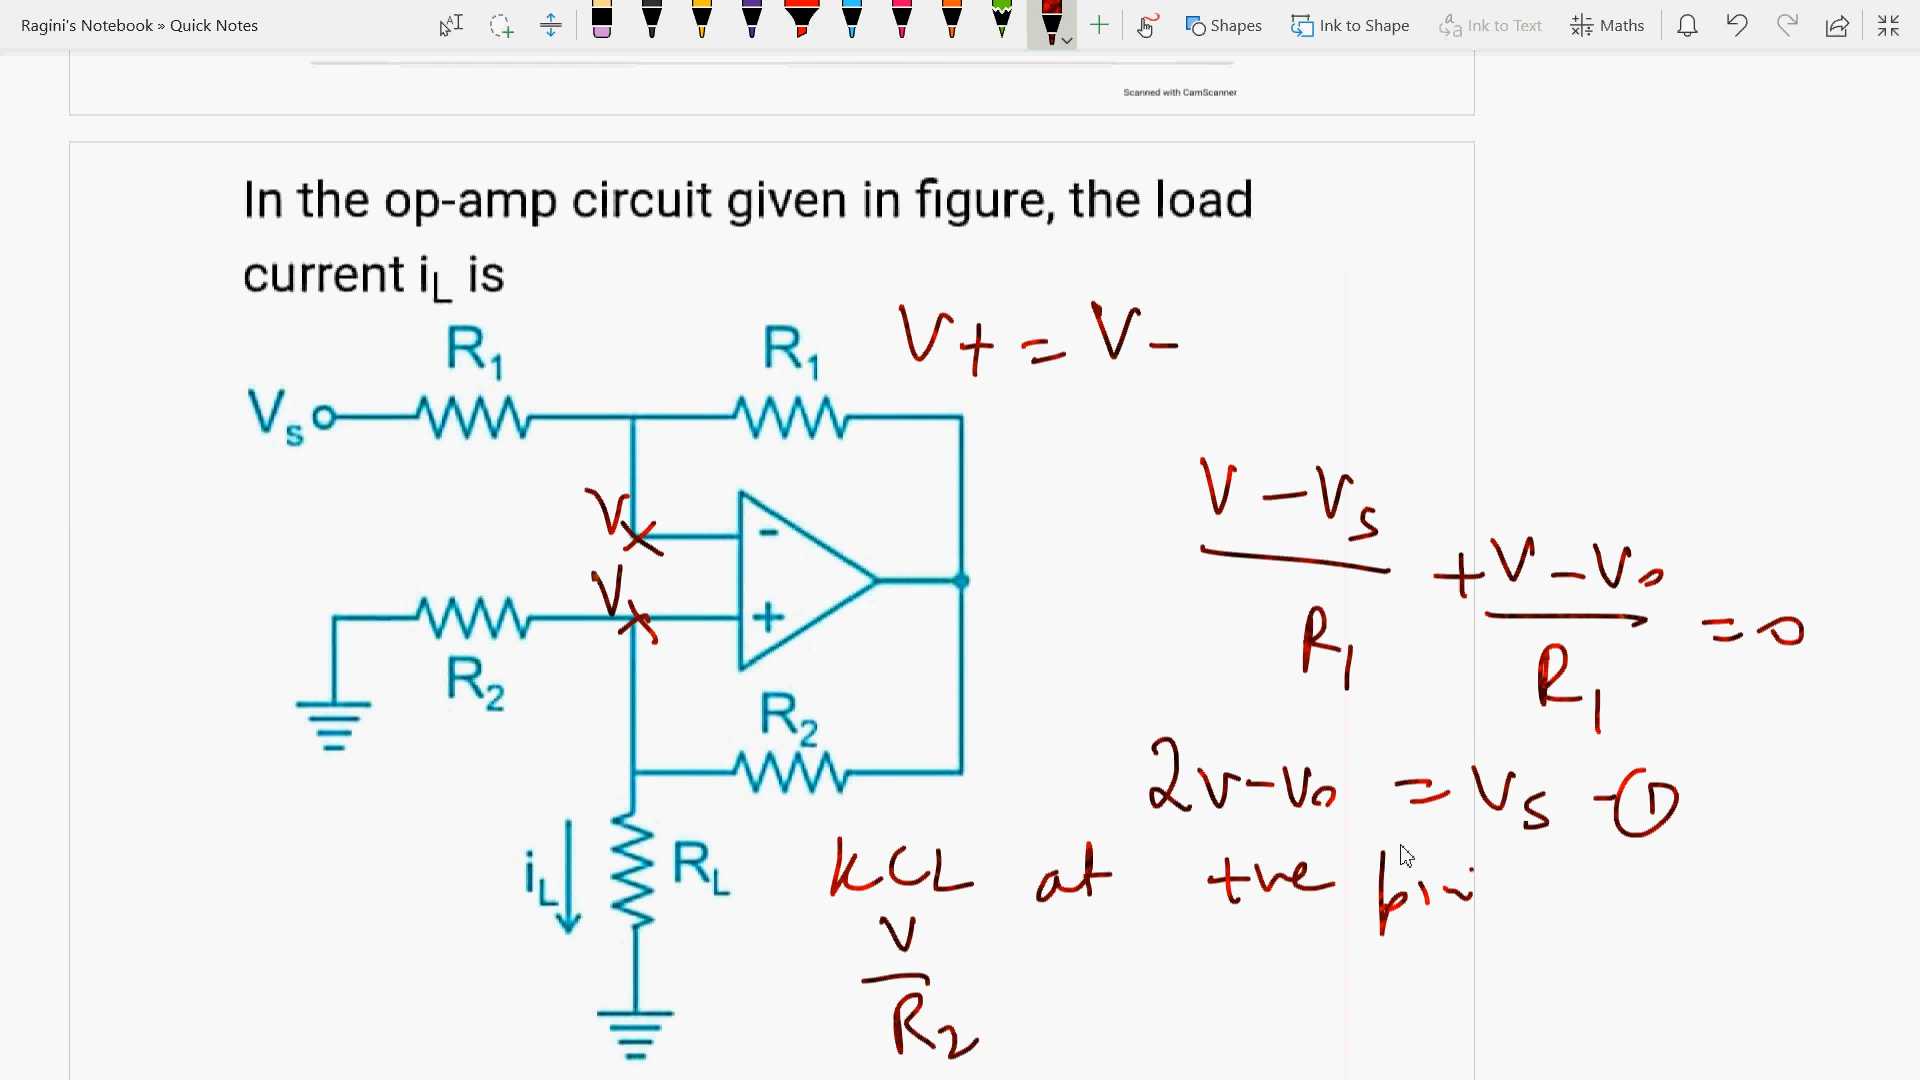 Ragini's Notebook » Quick Notes
Shapes
Ink to Shape
Ink to Text
Maths
Scanned with CamScanner
In the op-amp circuit given in figure, the load
current iL is
V+ = V-
R1
R1
Vs
V - Vs
R1
+ V - Vo
R1
= 0
V
-
V
+
R2
R2
2V - Vo = Vs - ①
iL
RL
KCL at +ve pin
V
R2